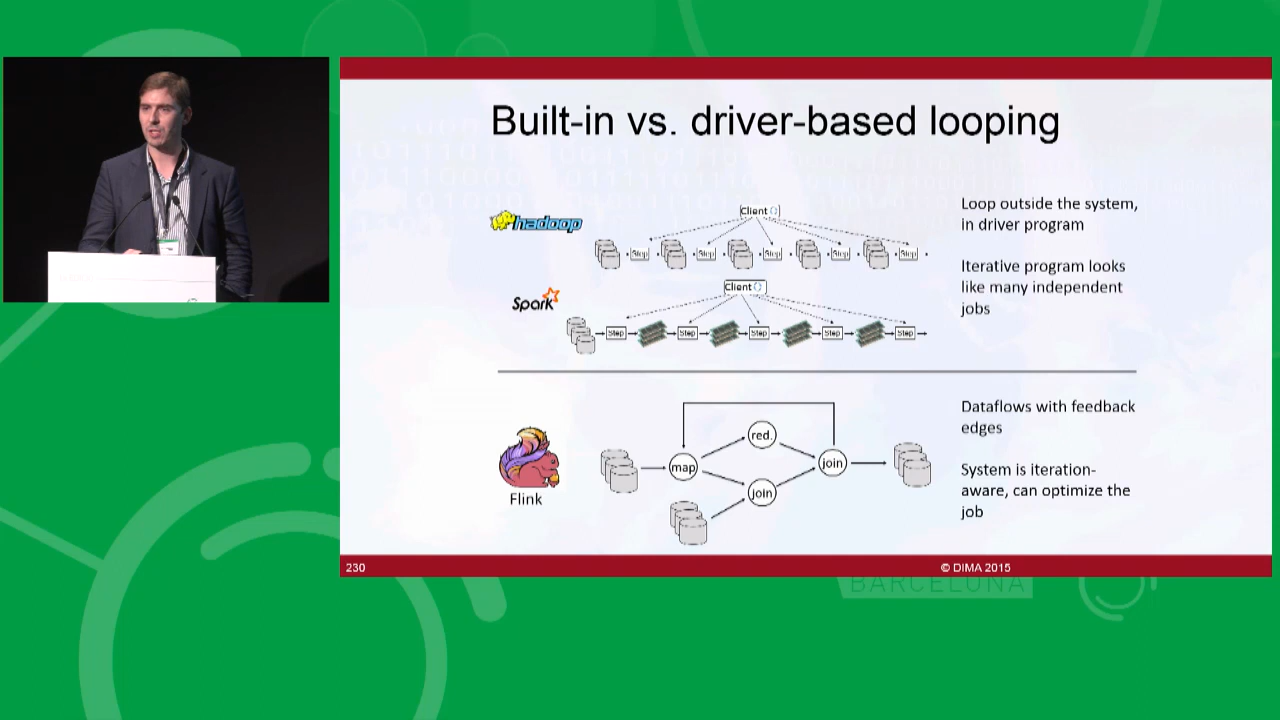 Built-in vs. driver-based looping
hadoop
Client
Step
Step
Step
Step
Step
Loop outside the system,
in driver program
Iterative program looks
like many independent
jobs
Spark
Client
Step
Step
Step
Step
Step
Flink
map
red.
join
join
Dataflows with feedback
edges
System is iteration-
aware, can optimize the
job
230
© DIMA 2015
BARCELONA